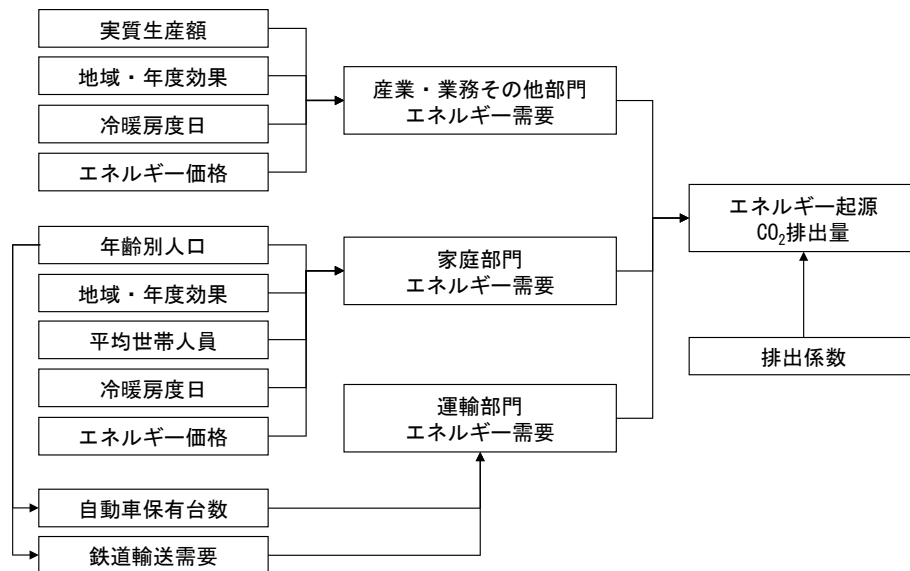 実質生産額
地域・年度効果
冷暖房度日
エネルギー価格
産業・業務その他部門
エネルギー需要
年齢別人口
地域・年度効果
平均世帯人員
冷暖房度日
エネルギー価格
家庭部門
エネルギー需要
自動車保有台数
鉄道輸送需要
運輸部門
エネルギー需要
エネルギー起源
CO₂排出量
排出係数